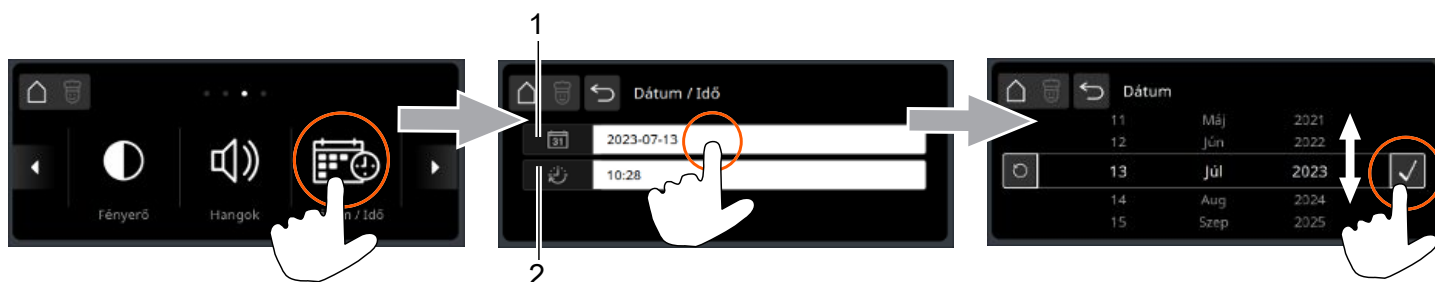 1
Fényerő
Hangok
/ Idő
Dátum / Idő
31
2023-07-13
10:28
2
Dátum
11 Máj 2021
12 Jún 2022
13 Júl 2023
14 Aug 2024
15 Szep 2025